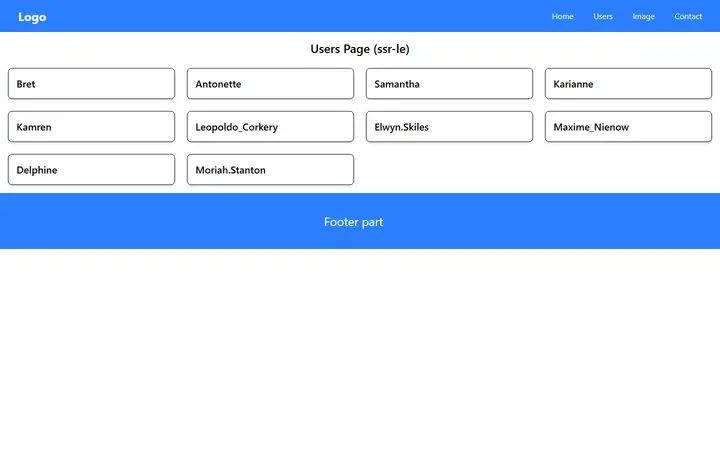 Logo
Home Users Image Contact
Users Page (ssr-le)
Bret Antonette Samantha Karianne
Kamren Leopoldo_Corkery Elwyn.Skiles Maxime_Nienow
Delphine Moriah.Stanton
Footer part